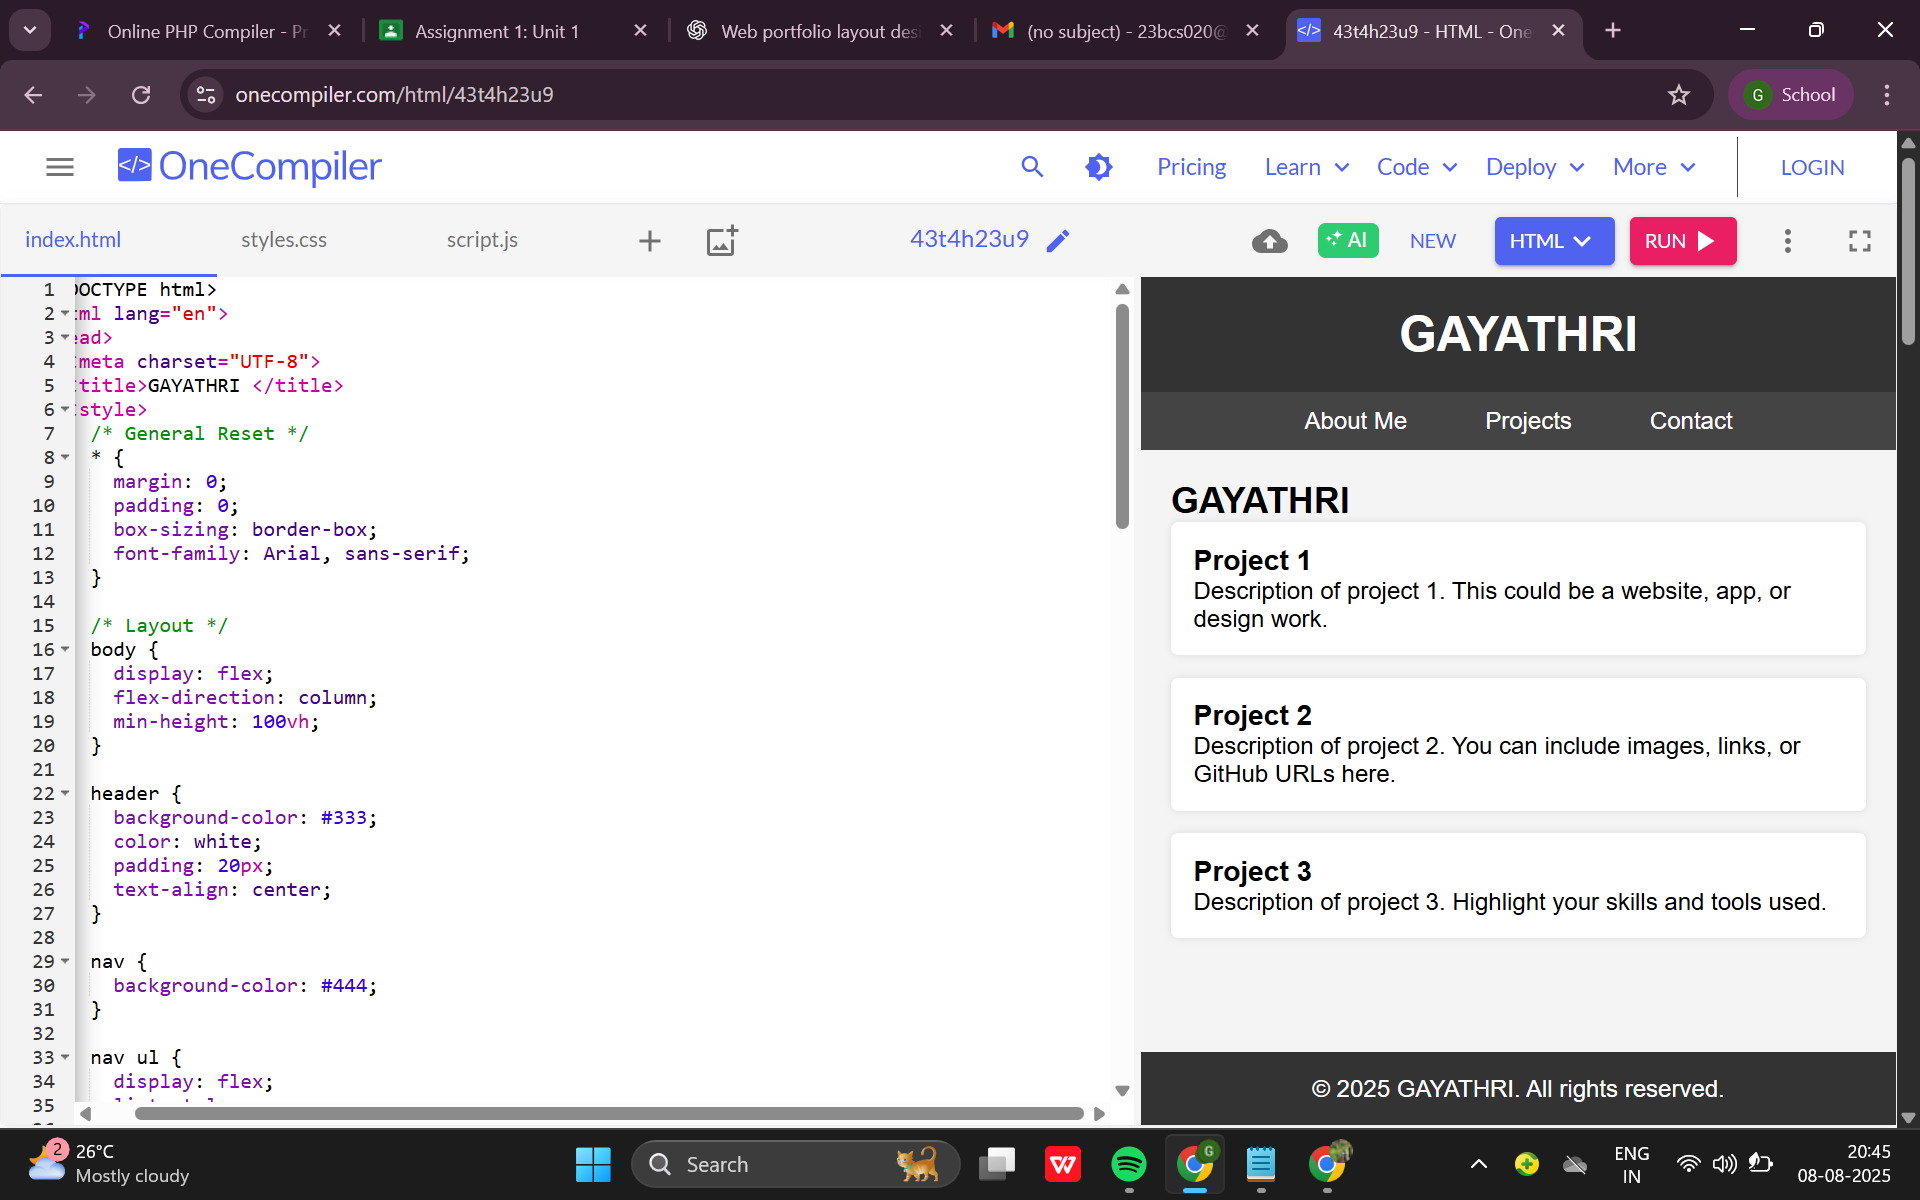 Online PHP Compiler - Pr
Assignment 1: Unit 1
Web portfolio layout desi
(no subject) - 23bcs020@
43t4h23u9 - HTML - One
onecompiler.com/html/43t4h23u9
G School
</> OneCompiler
Pricing Learn Code Deploy More LOGIN
index.html styles.css script.js 43t4h23u9 AI NEW HTML RUN
1 DOCTYPE html>
2 tml lang="en">
3 ead>
4 meta charset="UTF-8">
5 title>GAYATHRI </title>
6 style>
7 /* General Reset */
8 * {
9 margin: 0;
10 padding: 0;
11 box-sizing: border-box;
12 font-family: Arial, sans-serif;
13 }
14
15 /* Layout */
16 body {
17 display: flex;
18 flex-direction: column;
19 min-height: 100vh;
20 }
21
22 header {
23 background-color: #333;
24 color: white;
25 padding: 20px;
26 text-align: center;
27 }
28
29 nav {
30 background-color: #444;
31 }
32
33 nav ul {
34 display: flex;
35
GAYATHRI
About Me Projects Contact
GAYATHRI
Project 1
Description of project 1. This could be a website, app, or
design work.
Project 2
Description of project 2. You can include images, links, or
GitHub URLs here.
Project 3
Description of project 3. Highlight your skills and tools used.
© 2025 GAYATHRI. All rights reserved.
2
26°C
Mostly cloudy
Search
W
G
ENG
IN
20:45
08-08-2025